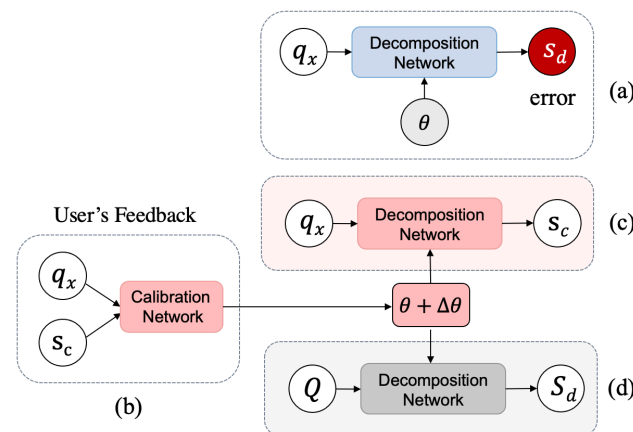 q_x
Decomposition
Network
s_d
error
θ
(a)
User's Feedback
q_x
s_c
Calibration
Network
(b)
q_x
Decomposition
Network
s_c
(c)
θ + Δθ
Q
Decomposition
Network
S_d
(d)